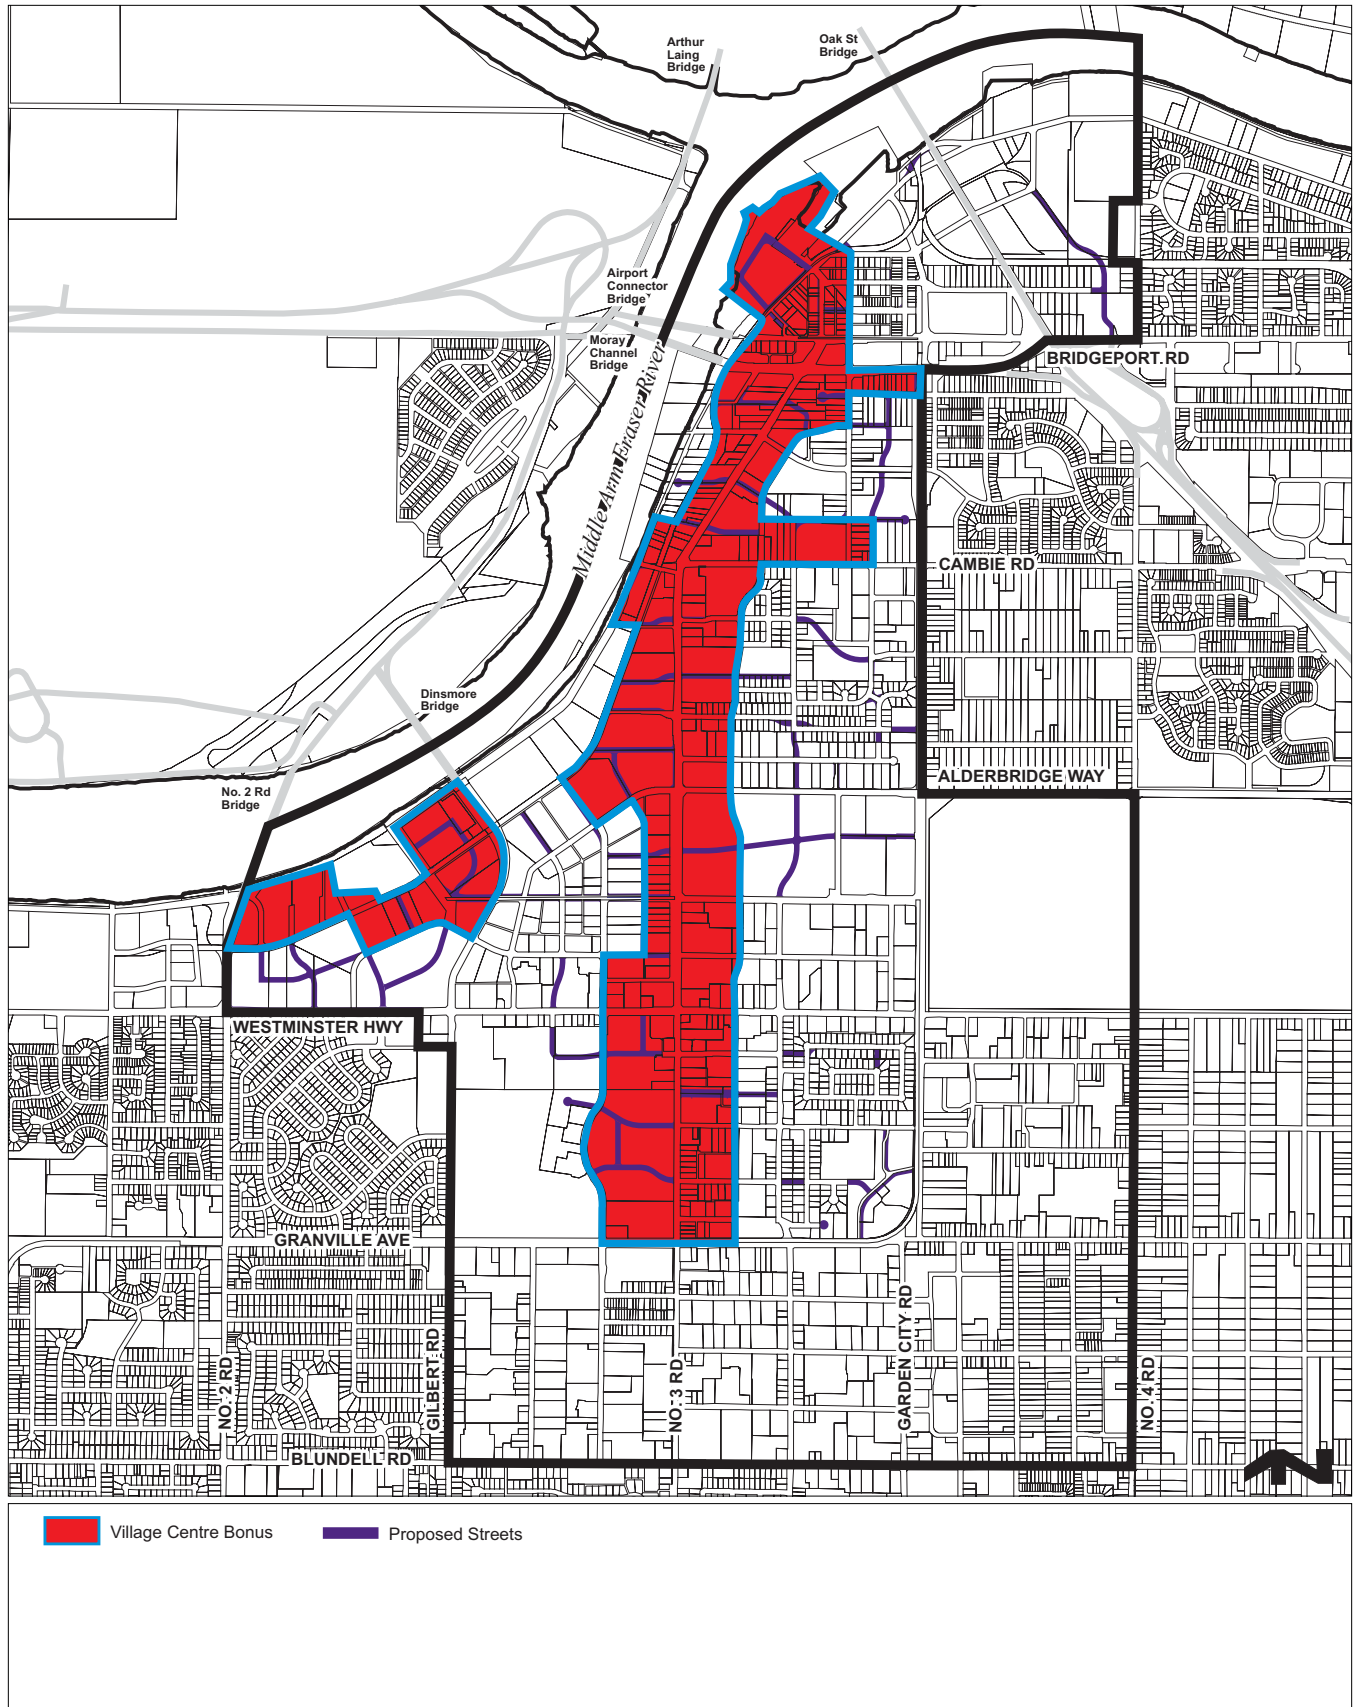 Arthur
Laing
Bridge
Oak St
Bridge
Airport
Connector
Bridge
Moray
Channel
Bridge
Middle Arm Fraser River
BRIDGEPORT RD
CAMBIE RD
Dinsmore
Bridge
ALDERBRIDGE WAY
No. 2 Rd
Bridge
WESTMINSTER HWY
GRANVILLE AVE
NO. 2 RD
GILBERT RD
NO. 3 RD
GARDEN CITY RD
NO. 4 RD
BLUNDELL RD
Village Centre Bonus
Proposed Streets